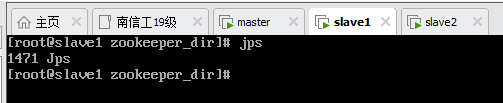 主页 南信工19级 master slave1 slave2
[root@slave1 zookeeper_dir]# jps
1471 Jps
[root@slave1 zookeeper_dir]#